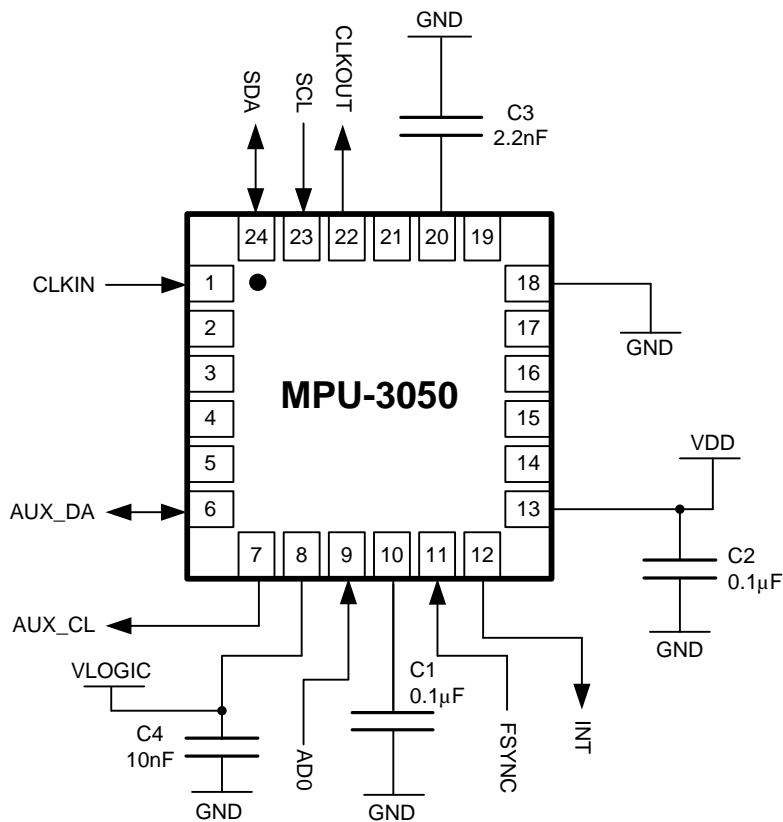 GND
SDA
SCL
CLKOUT
C3
2.2nF
24 23 22 21 20 19
CLKIN
1
18
2
17
GND
3
16
MPU-3050
4
15
VDD
5
14
AUX_DA
6
13
C2
0.1μF
7 8 9 10 11 12
AUX_CL
GND
VLOGIC
C1
0.1μF
C4
10nF
AD0
FSYNC
INT
GND
GND